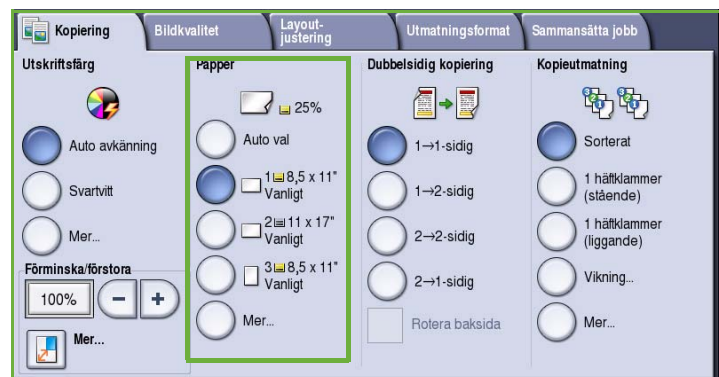 Kopiering
Bildkvalitet
Layout-
justering
Utmatningsformat
Sammansätta jobb
Utskriftsfärg
Auto avkänning
Svartvitt
Mer...
Förminska/förstora
100%
Mer...
Papper
25%
Auto val
1 8,5 x 11"
Vanligt
2 11 x 17"
Vanligt
3 8,5 x 11"
Vanligt
Mer...
Dubbelsidig kopiering
1→1-sidig
1→2-sidig
2→2-sidig
2→1-sidig
Rotera baksida
Kopieutmatning
Sorterat
1 häftklammer
(stående)
1 häftklammer
(liggande)
Vikning...
Mer...